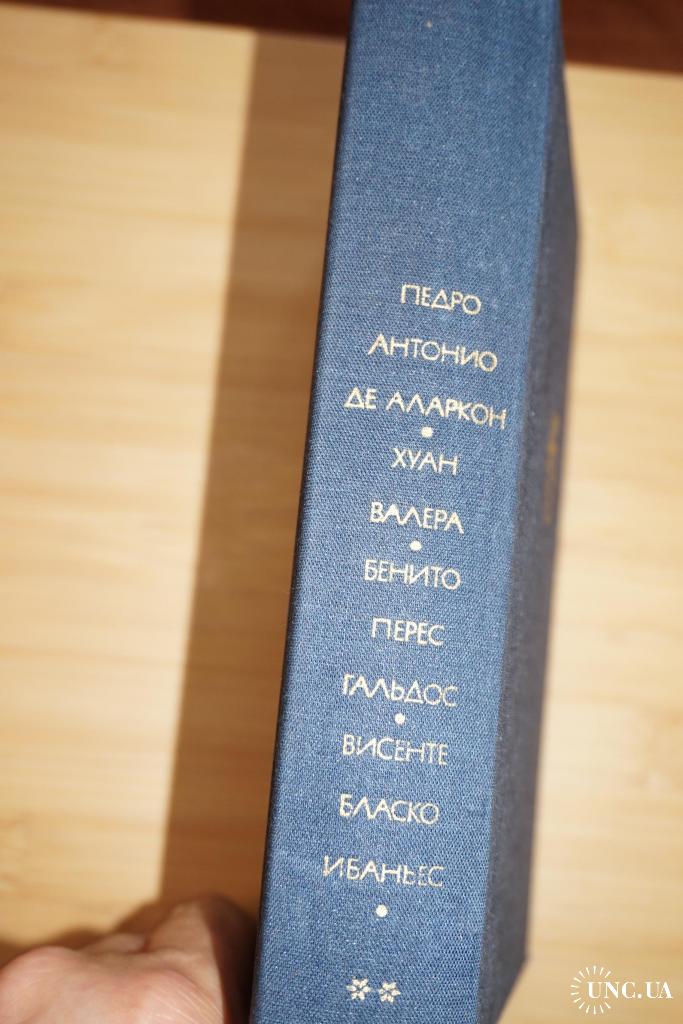 ПЕДРО
АНТОНИО
ДЕ АЛАРКОН
•
ХУАН
ВАЛЕРА
•
БЕНИТО
ПЕРЕС
ГАЛЬДОС
•
ВИСЕНТЕ
БЛАСКО
ИБАНЬЕС
•
UNC.UA